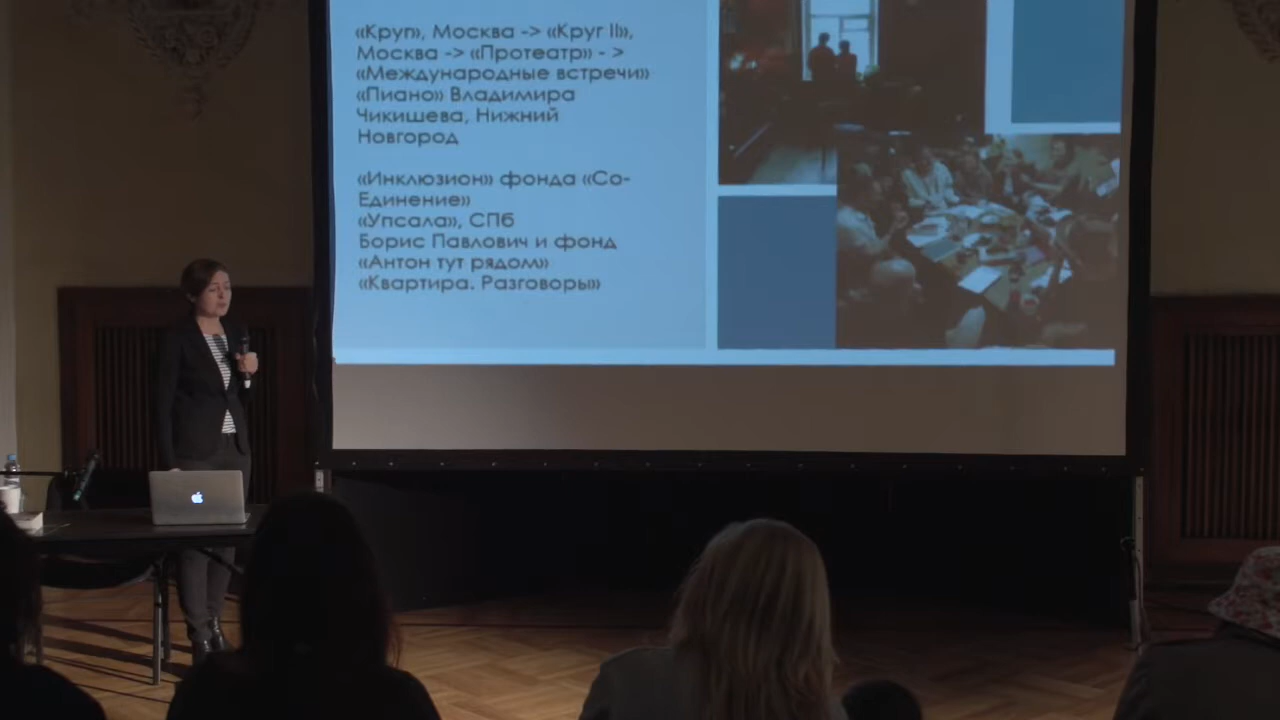 «Круг», Москва -> «Круг II»,
Москва -> «Протеатр» - >
«Международные встречи»
«Пиано» Владимира
Чикишева, Нижний
Новгород
«Инклюзион» фонда «Со-
Единение»
«Упсала», СПб
Борис Павлович и фонд
«Антон тут рядом»
«Квартира. Разговоры»